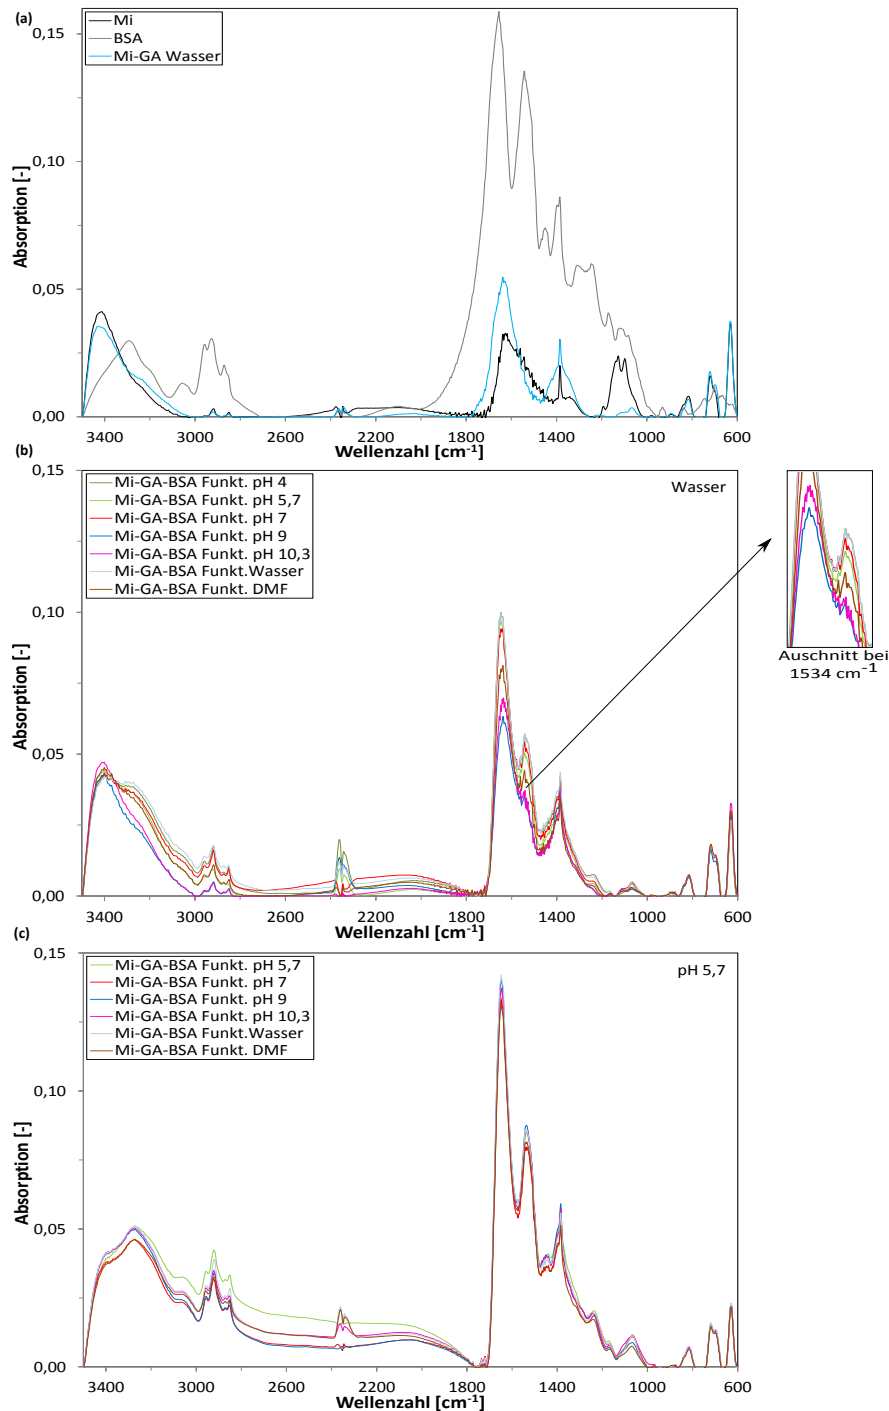 (a)
0,15
0,10
0,05
0,00
Absorption [-]
Mi
BSA
Mi-GA Wasser
3400 3000 2600 2200 1800 1400 1000 600
Wellenzahl [cm-1]
(b)
0,15
0,10
0,05
0,00
Absorption [-]
Mi-GA-BSA Funkt. pH 4
Mi-GA-BSA Funkt. pH 5,7
Mi-GA-BSA Funkt. pH 7
Mi-GA-BSA Funkt. pH 9
Mi-GA-BSA Funkt. pH 10,3
Mi-GA-BSA Funkt.Wasser
Mi-GA-BSA Funkt. DMF
Wasser
Auschnitt bei
1534 cm-1
3400 3000 2600 2200 1800 1400 1000 600
Wellenzahl [cm-1]
(c)
0,15
0,10
0,05
0,00
Absorption [-]
Mi-GA-BSA Funkt. pH 5,7
Mi-GA-BSA Funkt. pH 7
Mi-GA-BSA Funkt. pH 9
Mi-GA-BSA Funkt. pH 10,3
Mi-GA-BSA Funkt.Wasser
Mi-GA-BSA Funkt. DMF
pH 5,7
3400 3000 2600 2200 1800 1400 1000 600
Wellenzahl [cm-1]